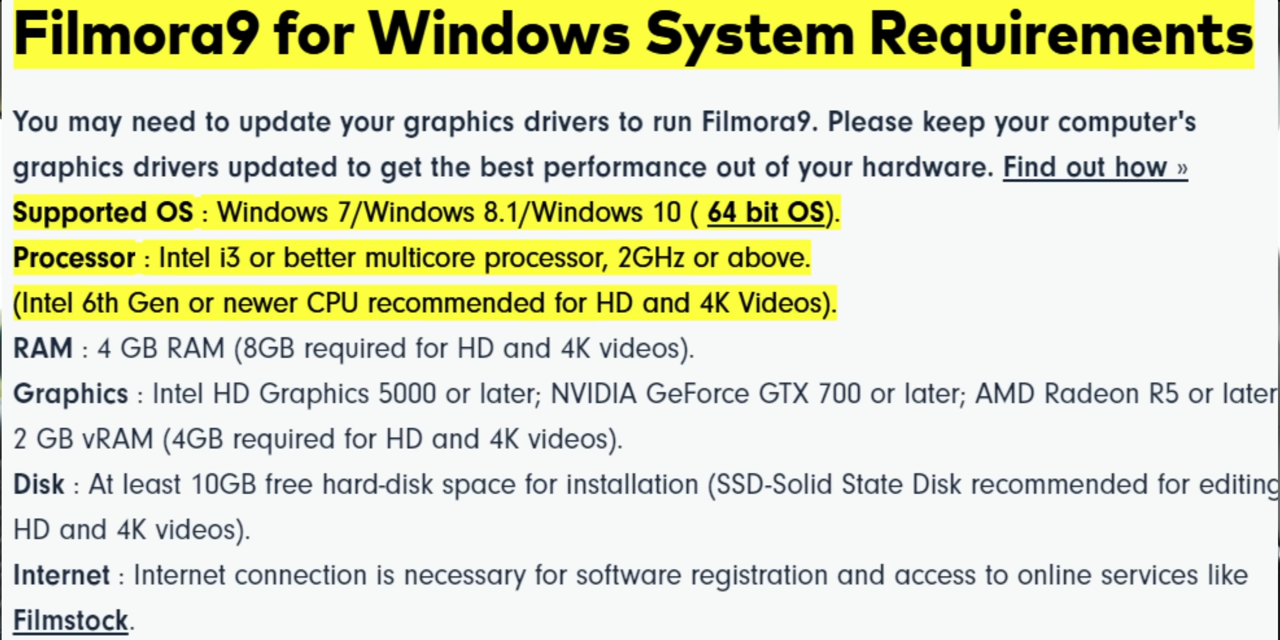 Filmora9 for Windows System Requirements
You may need to update your graphics drivers to run Filmora9. Please keep your computer's
graphics drivers updated to get the best performance out of your hardware. Find out how »
Supported OS : Windows 7/Windows 8.1/Windows 10 ( 64 bit OS).
Processor : Intel i3 or better multicore processor, 2GHz or above.
(Intel 6th Gen or newer CPU recommended for HD and 4K Videos).
RAM : 4 GB RAM (8GB required for HD and 4K videos).
Graphics : Intel HD Graphics 5000 or later; NVIDIA GeForce GTX 700 or later; AMD Radeon R5 or later
2 GB vRAM (4GB required for HD and 4K videos).
Disk : At least 10GB free hard-disk space for installation (SSD-Solid State Disk recommended for editing
HD and 4K videos).
Internet : Internet connection is necessary for software registration and access to online services like
Filmstock.